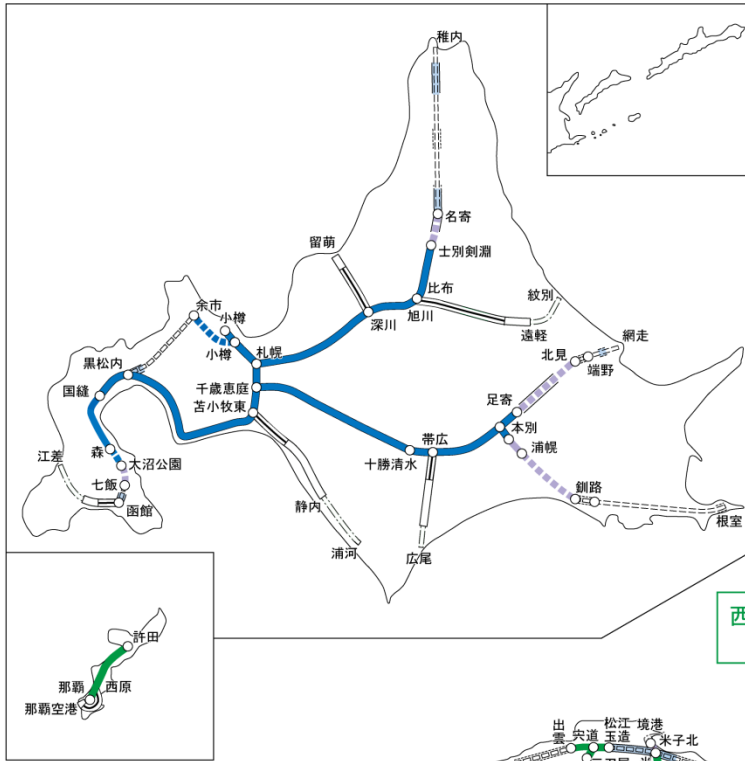 稚内
名寄
士別剣淵
留萌
比布
旭川
深川
紋別
遠軽
網走
北見
端野
余市
小樽
小樽
札幌
黒松内
千歳恵庭
国縫
苫小牧東
足寄
本別
帯広
十勝清水
浦幌
森
大沼公園
江差
七飯
函館
釧路
根室
静内
浦河
広尾
許田
那覇
西原
那覇空港
西
出雲
宍道
松江玉造
境港
米子北